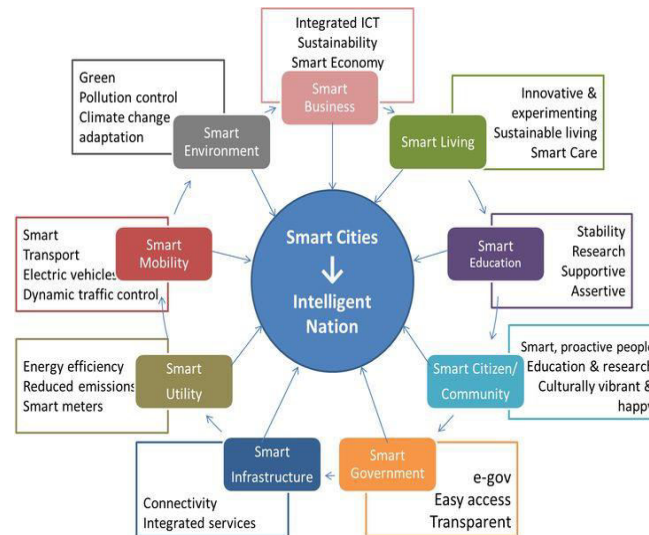 Integrated ICT
Sustainability
Smart Economy
Smart
Business
Innovative &
experimenting
Sustainable living
Smart Care
Smart Living
Stability
Research
Supportive
Assertive
Smart
Education
Smart, proactive people
Education & research
Culturally vibrant &
happy
Smart Citizen/
Community
e-gov
Easy access
Transparent
Smart
Government
Connectivity
Integrated services
Smart
Infrastructure
Energy efficiency
Reduced emissions
Smart meters
Smart
Utility
Smart
Transport
Electric vehicles
Dynamic traffic control
Smart
Mobility
Green
Pollution control
Climate change
adaptation
Smart
Environment
Smart Cities
Intelligent
Nation